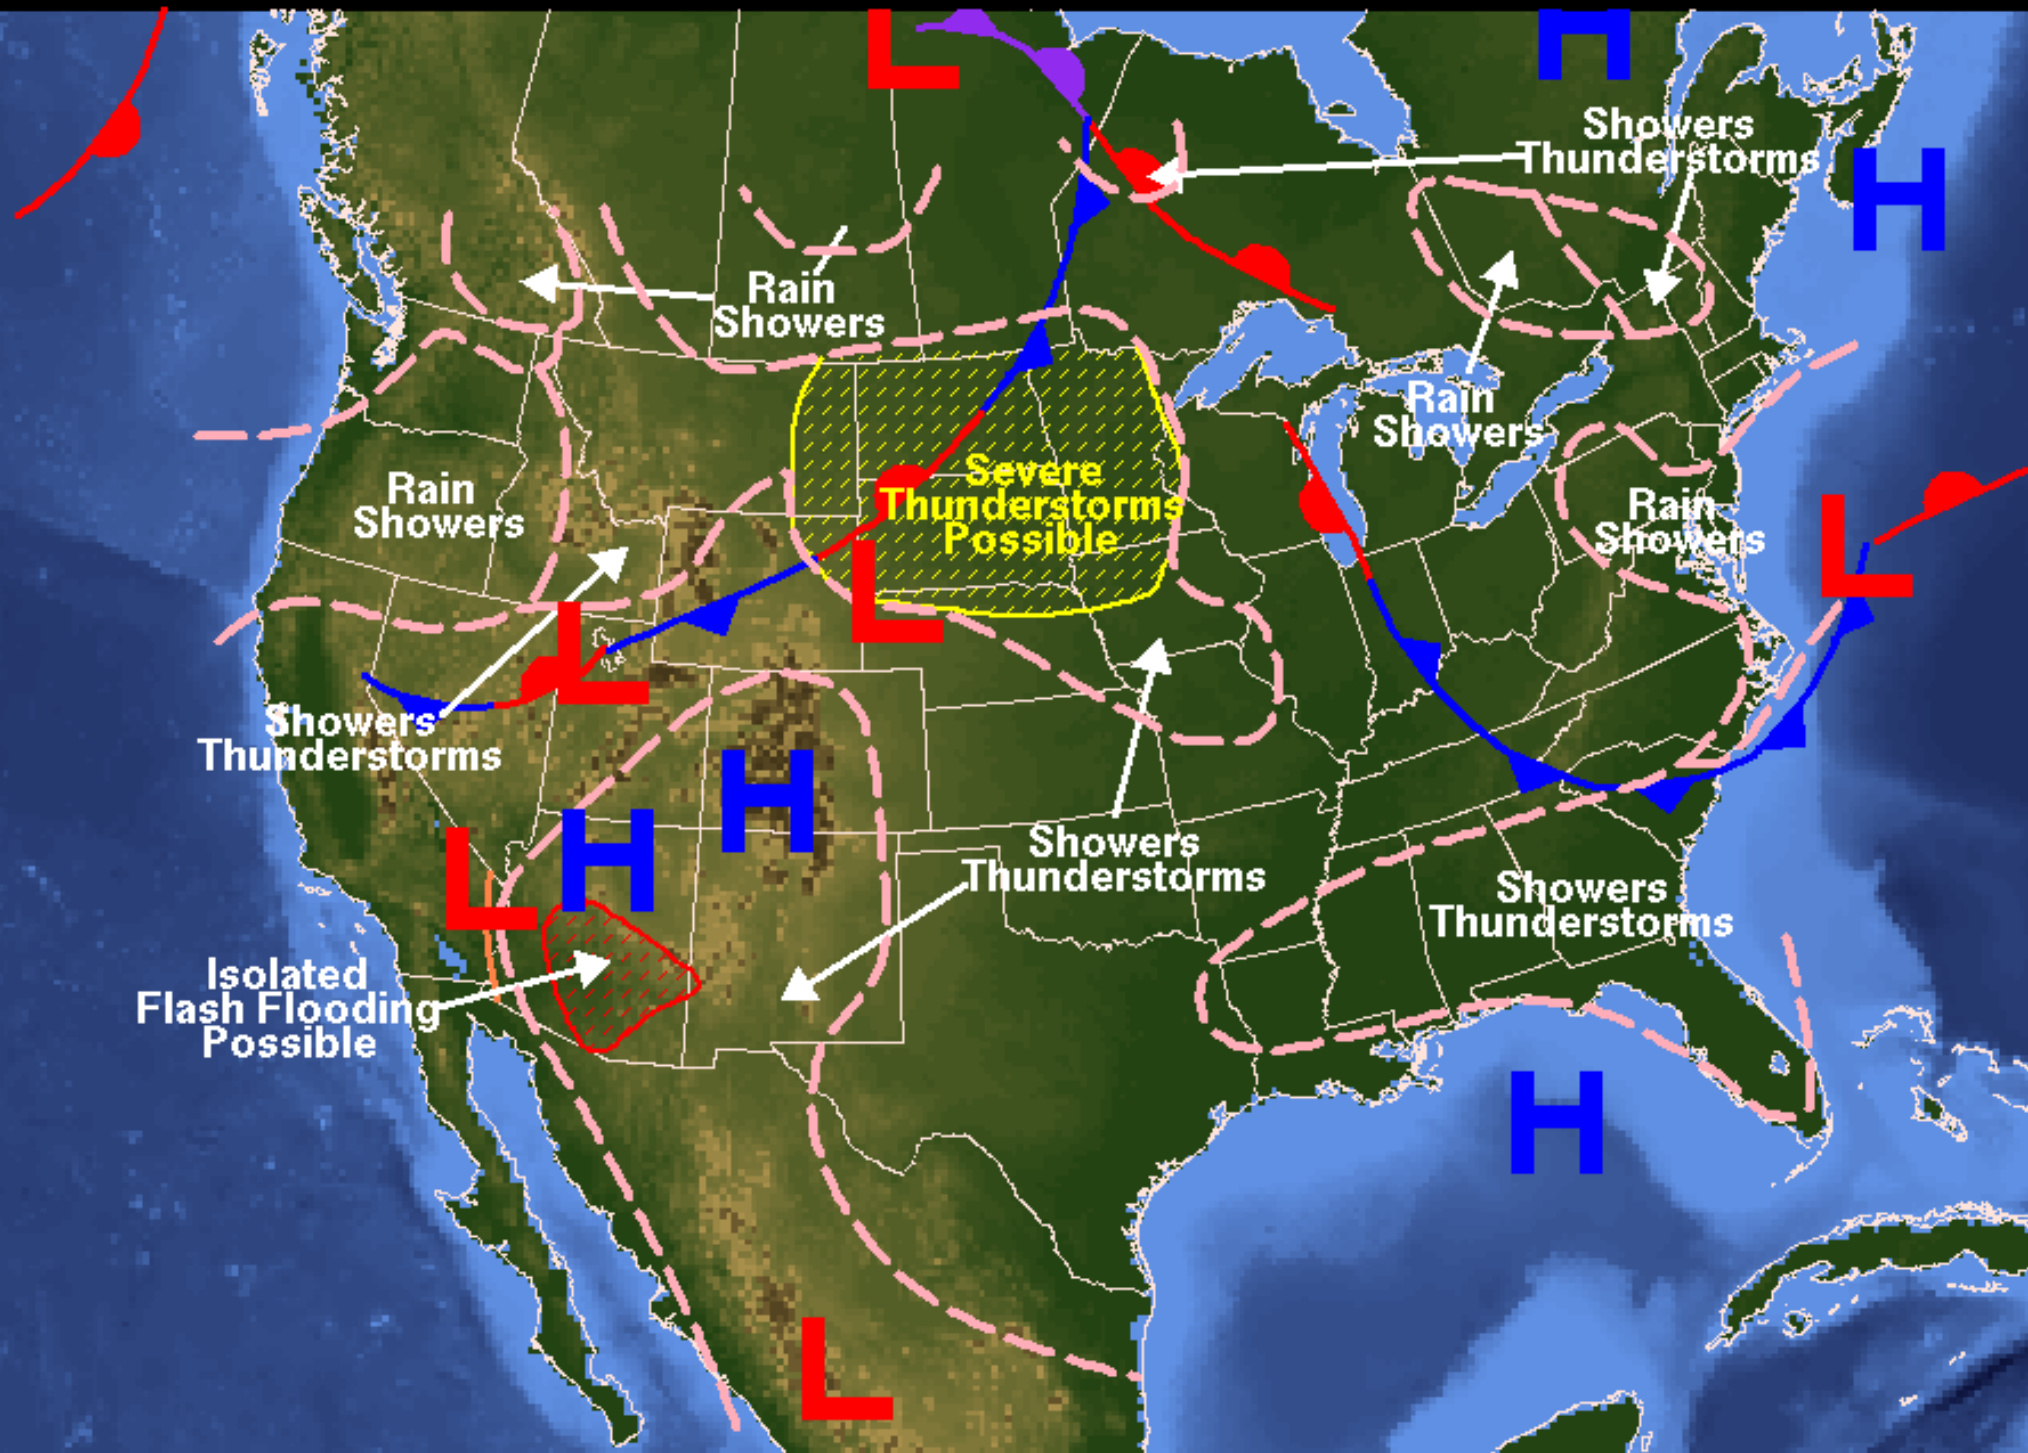 L
H
Showers
Thunderstorms
H
Rain
Showers
Rain
Showers
Rain
Showers
Severe
Thunderstorms
Possible
Rain
Showers
L
L
L
Showers
Thunderstorms
H
H
L
Showers
Thunderstorms
Showers
Thunderstorms
Isolated
Flash Flooding
Possible
H
L